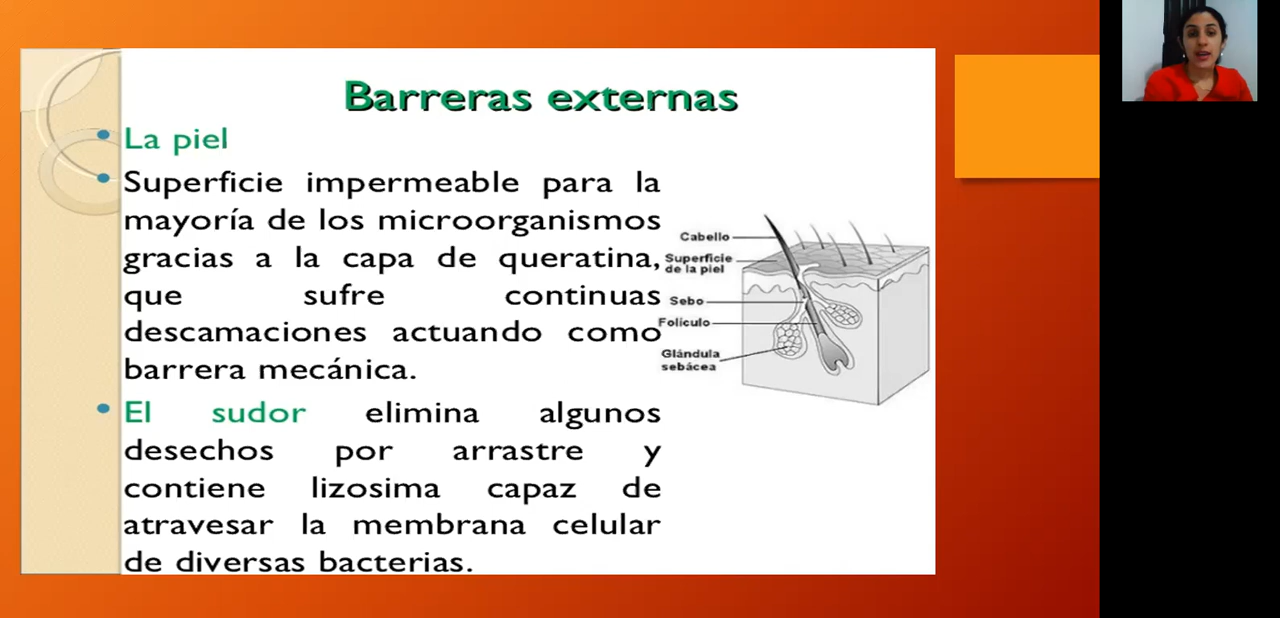 Barreras externas
La piel
Superficie impermeable para la
mayoría de los microorganismos
gracias a la capa de queratina,
que sufre continuas
descamaciones actuando como
barrera mecánica.
El sudor elimina algunos
desechos por arrastre y
contiene lizosima capaz de
atravesar la membrana celular
de diversas bacterias.
Cabello
Superficie
de la piel
Sebo
Folículo
Glándula
sebácea